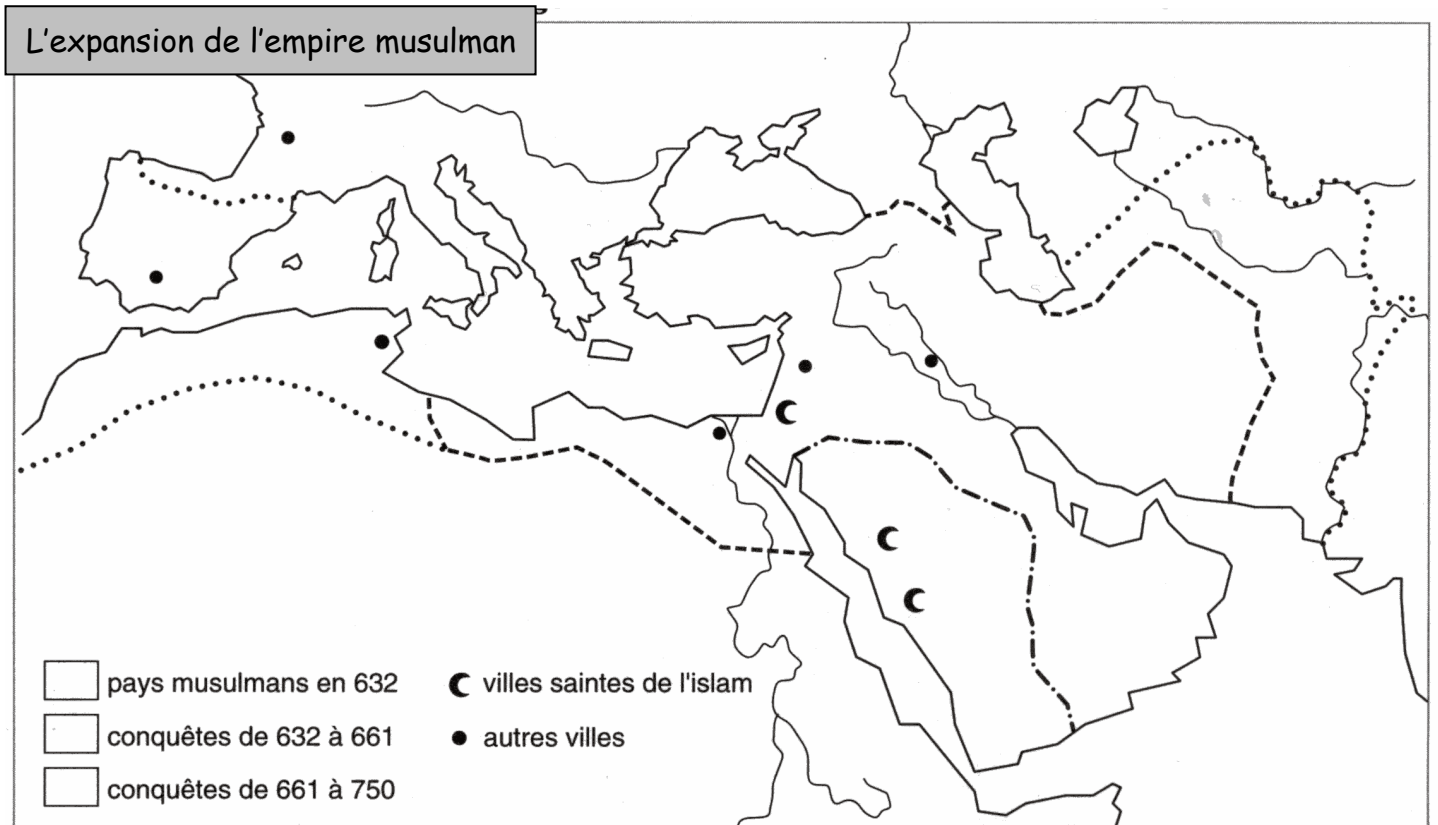 L'expansion de l'empire musulman
pays musulmans en 632
conquêtes de 632 à 661
conquêtes de 661 à 750
villes saintes de l'islam
autres villes